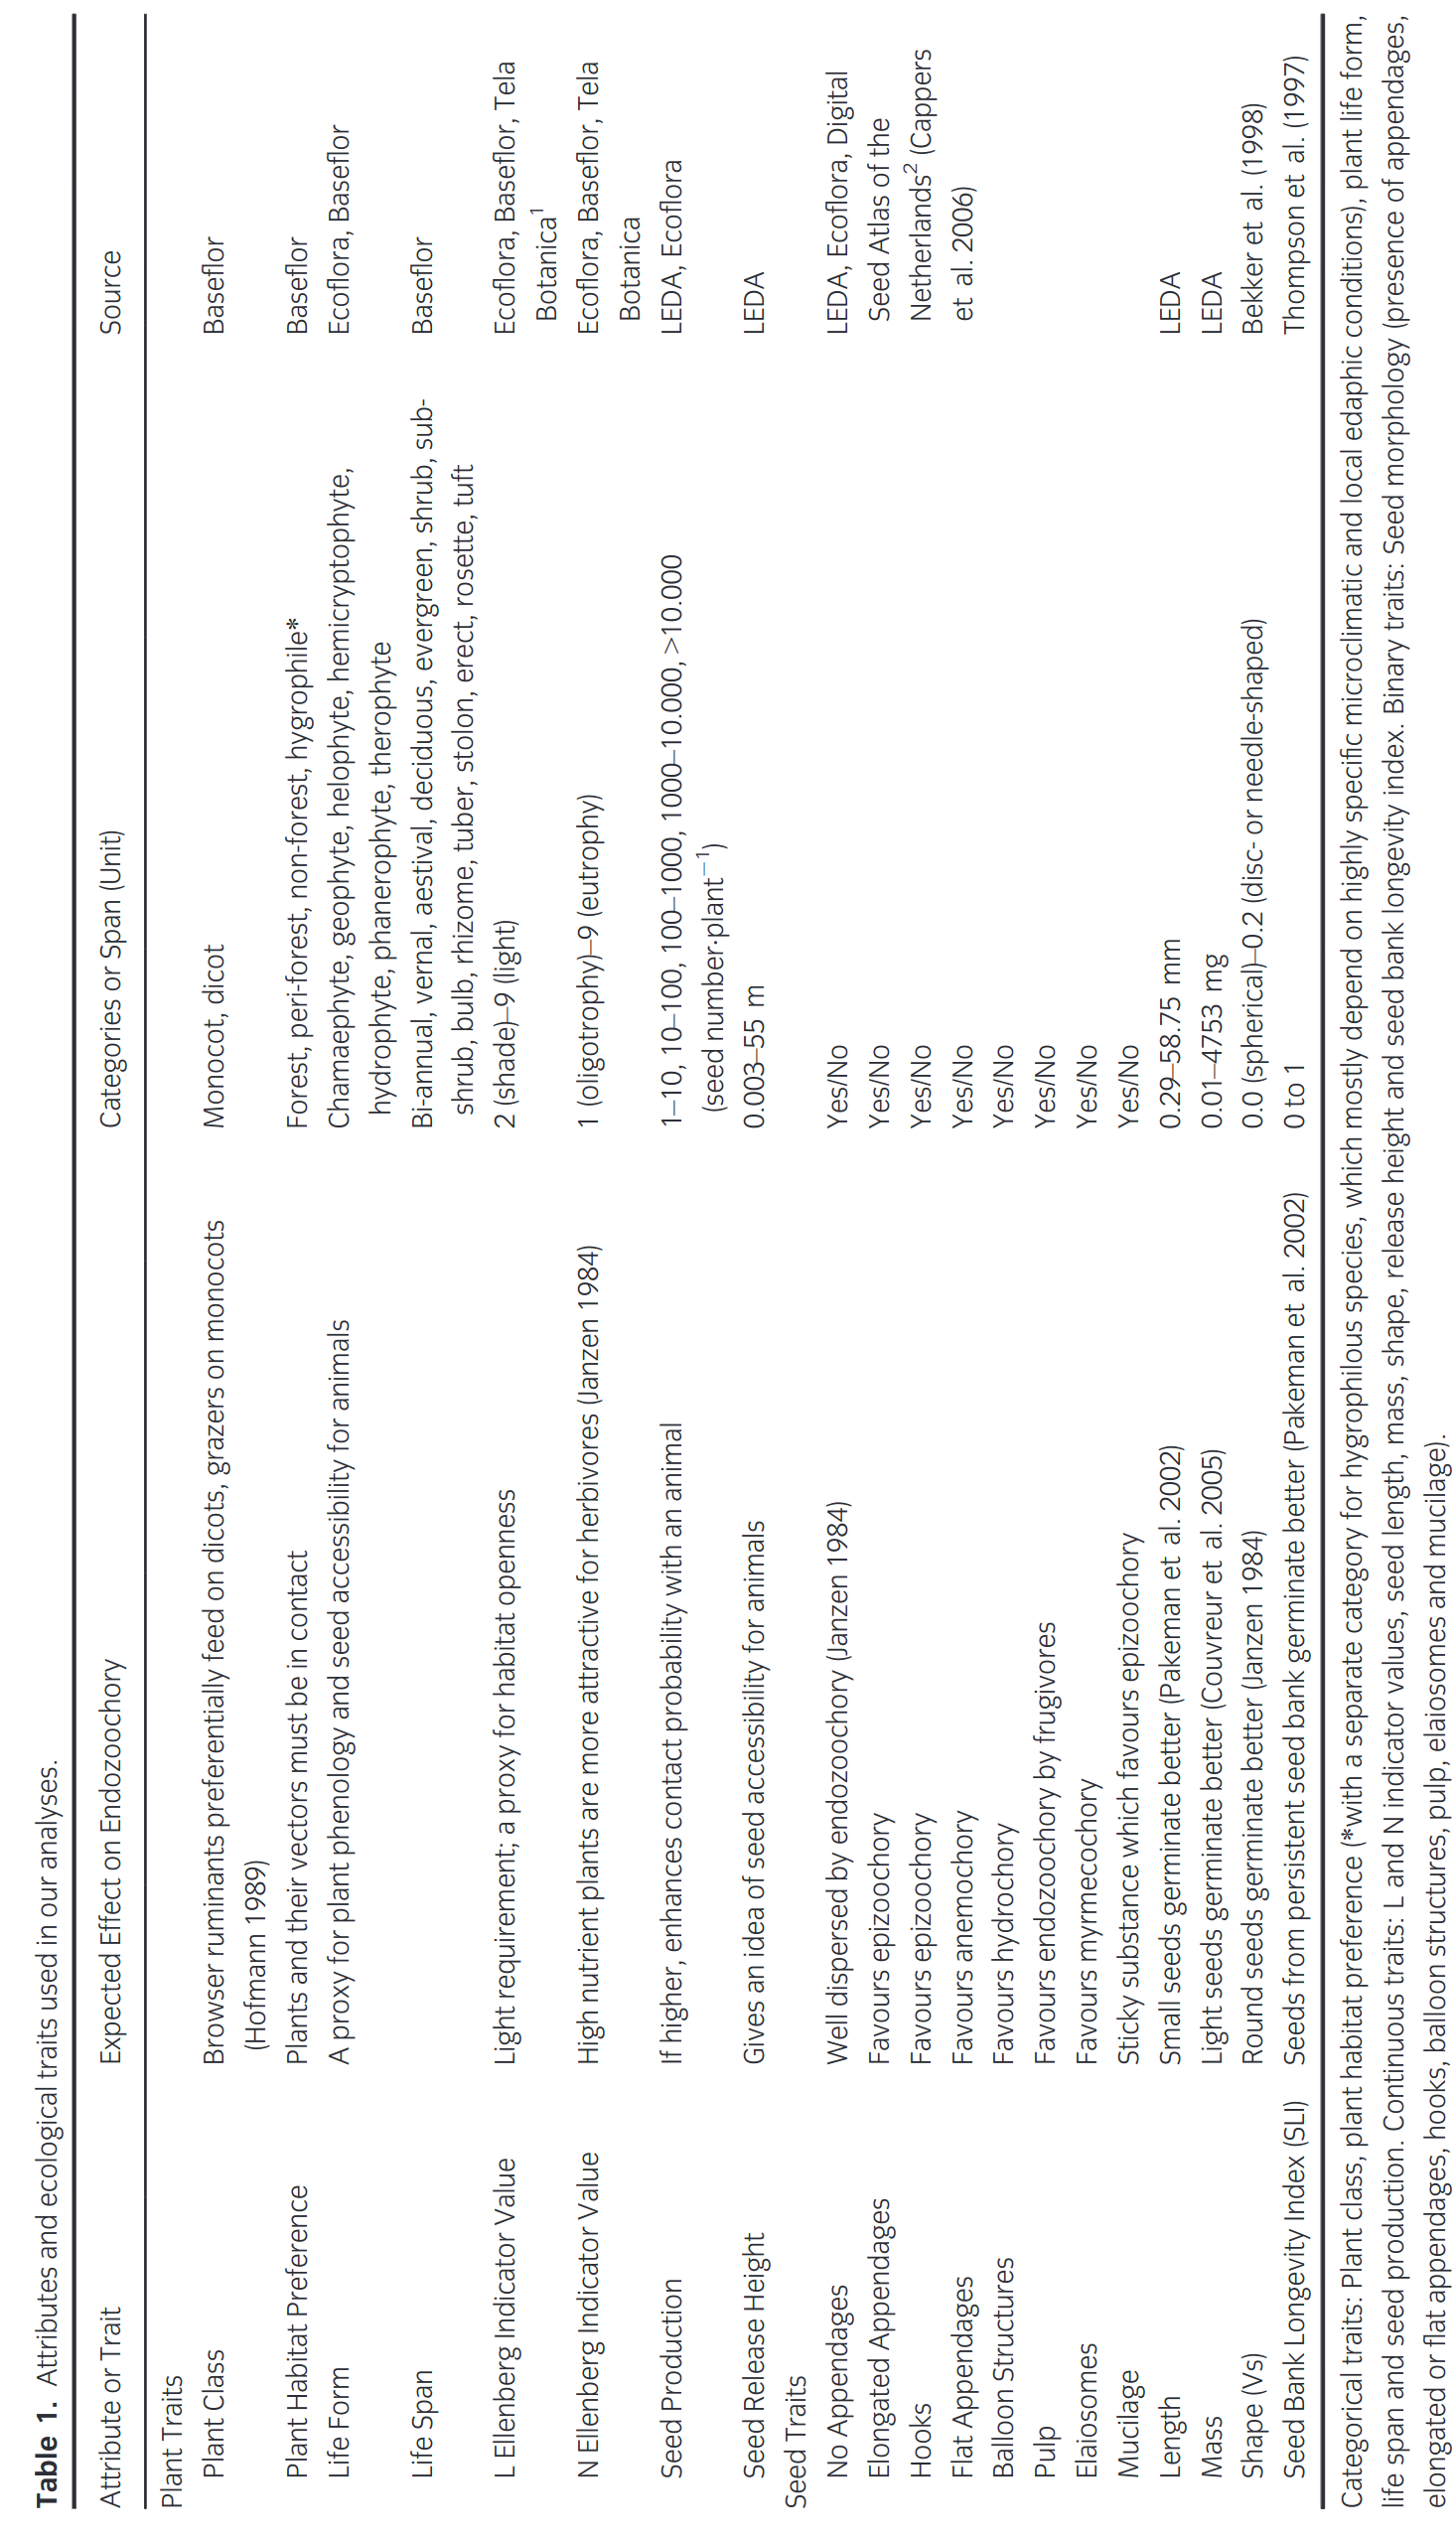 Table 1. Attributes and ecological traits used in our analyses.
Attribute or Trait Expected Effect on Endozoochory Categories or Span (Unit) Source
Plant Traits
Plant Class Browser ruminants preferentially feed on dicots, grazers on monocots Monocot, dicot Baseflor
(Hofmann 1989)
Plant Habitat Preference Plants and their vectors must be in contact Forest, peri-forest, non-forest, hygrophile* Baseflor
Life Form A proxy for plant phenology and seed accessibility for animals Chamaephyte, geophyte, helophyte, hemicryptophyte, Ecoflora, Baseflor
hydrophyte, phanerophyte, therophyte
Life Span Bi-annual, vernal, aestival, deciduous, evergreen, shrub, sub- Baseflor
shrub, bulb, rhizome, tuber, stolon, erect, rosette, tuft
L Ellenberg Indicator Value Light requirement; a proxy for habitat openness 2 (shade)–9 (light) Ecoflora, Baseflor, Tela
Botanica¹
N Ellenberg Indicator Value High nutrient plants are more attractive for herbivores (Janzen 1984) 1 (oligotrophy)–9 (eutrophy) Ecoflora, Baseflor, Tela
Botanica
Seed Production If higher, enhances contact probability with an animal 1–10, 10–100, 100–1000, 1000–10.000, >10.000 LEDA, Ecoflora
(seed number·plant⁻¹)
Seed Release Height Gives an idea of seed accessibility for animals 0.003–55 m LEDA
Seed Traits
No Appendages Well dispersed by endozoochory (Janzen 1984) Yes/No LEDA, Ecoflora, Digital
Elongated Appendages Favours epizoochory Yes/No Seed Atlas of the
Hooks Favours epizoochory Yes/No Netherlands² (Cappers
Flat Appendages Favours anemochory Yes/No et al. 2006)
Balloon Structures Favours hydrochory Yes/No
Pulp Favours endozoochory by frugivores Yes/No
Elaiosomes Favours myrmecochory Yes/No
Mucilage Sticky substance which favours epizoochory Yes/No
Length Small seeds germinate better (Pakeman et al. 2002) 0.29–58.75 mm LEDA
Mass Light seeds germinate better (Couvreur et al. 2005) 0.01–4753 mg LEDA
Shape (Vs) Round seeds germinate better (Janzen 1984) 0.0 (spherical)–0.2 (disc- or needle-shaped) Bekker et al. (1998)
Seed Bank Longevity Index (SLI) Seeds from persistent seed bank germinate better (Pakeman et al. 2002) 0 to 1 Thompson et al. (1997)
Categorical traits: Plant class, plant habitat preference (*with a separate category for hygrophilous species, which mostly depend on highly specific microclimatic and local edaphic conditions), plant life form,
life span and seed production. Continuous traits: L and N indicator values, seed length, mass, shape, release height and seed bank longevity index. Binary traits: Seed morphology (presence of appendages,
elongated or flat appendages, hooks, balloon structures, pulp, elaiosomes and mucilage).